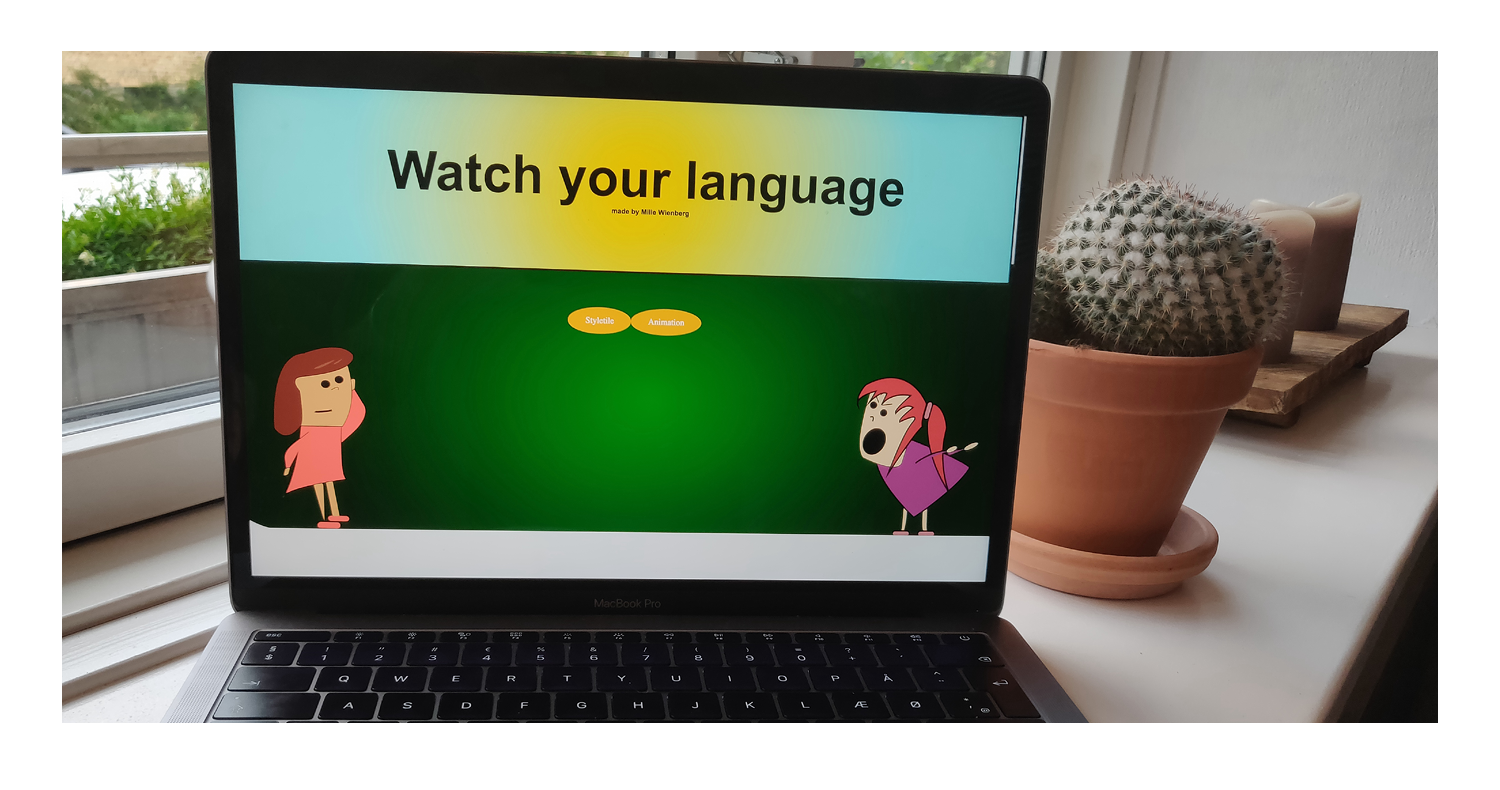 Watch your language
made by Mille Wienberg
Styletile Animation
MacBook Pro
esc
! " # € % & / ( ) = ?
§ $ 1 2 3 4 5 6 7 8 9 0 +
Q W E R T Y U I O P Å
A S D F G H J K L Æ Ø